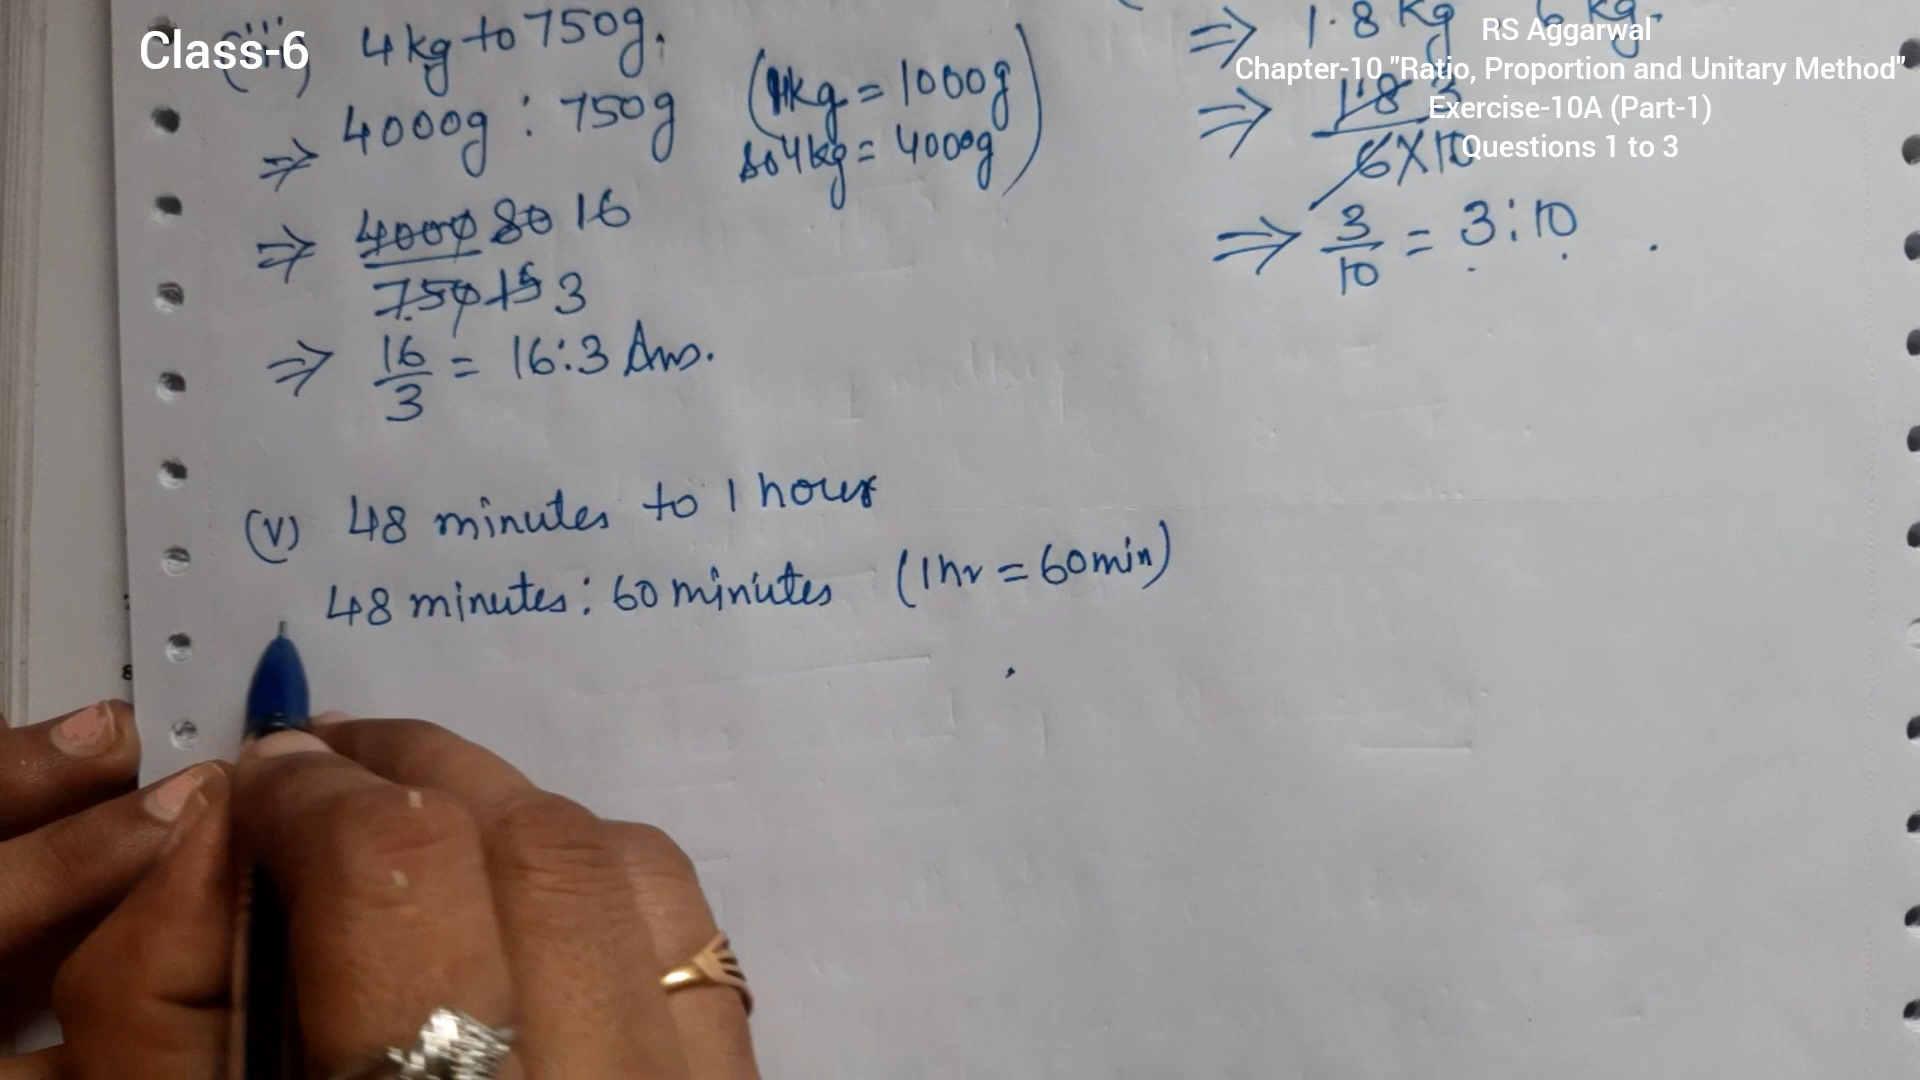 Class-6
RS Aggarwal
Chapter-10 "Ratio, Proportion and Unitary Method"
Exercise-10A (Part-1)
Questions 1 to 3
(iii) 4kg to 750g.
⇒ 4000g : 750g (1kg = 1000g
so 4kg = 4000g)
⇒ 4000 80 16
750 15 3
⇒ 16/3 = 16:3 Ans.
(v) 48 minutes to 1 hour
48 minutes : 60 minutes (1hr = 60min)
⇒ 1.8 kg : 6 kg.
⇒ 1.8 3
6×10
⇒ 3/10 = 3:10